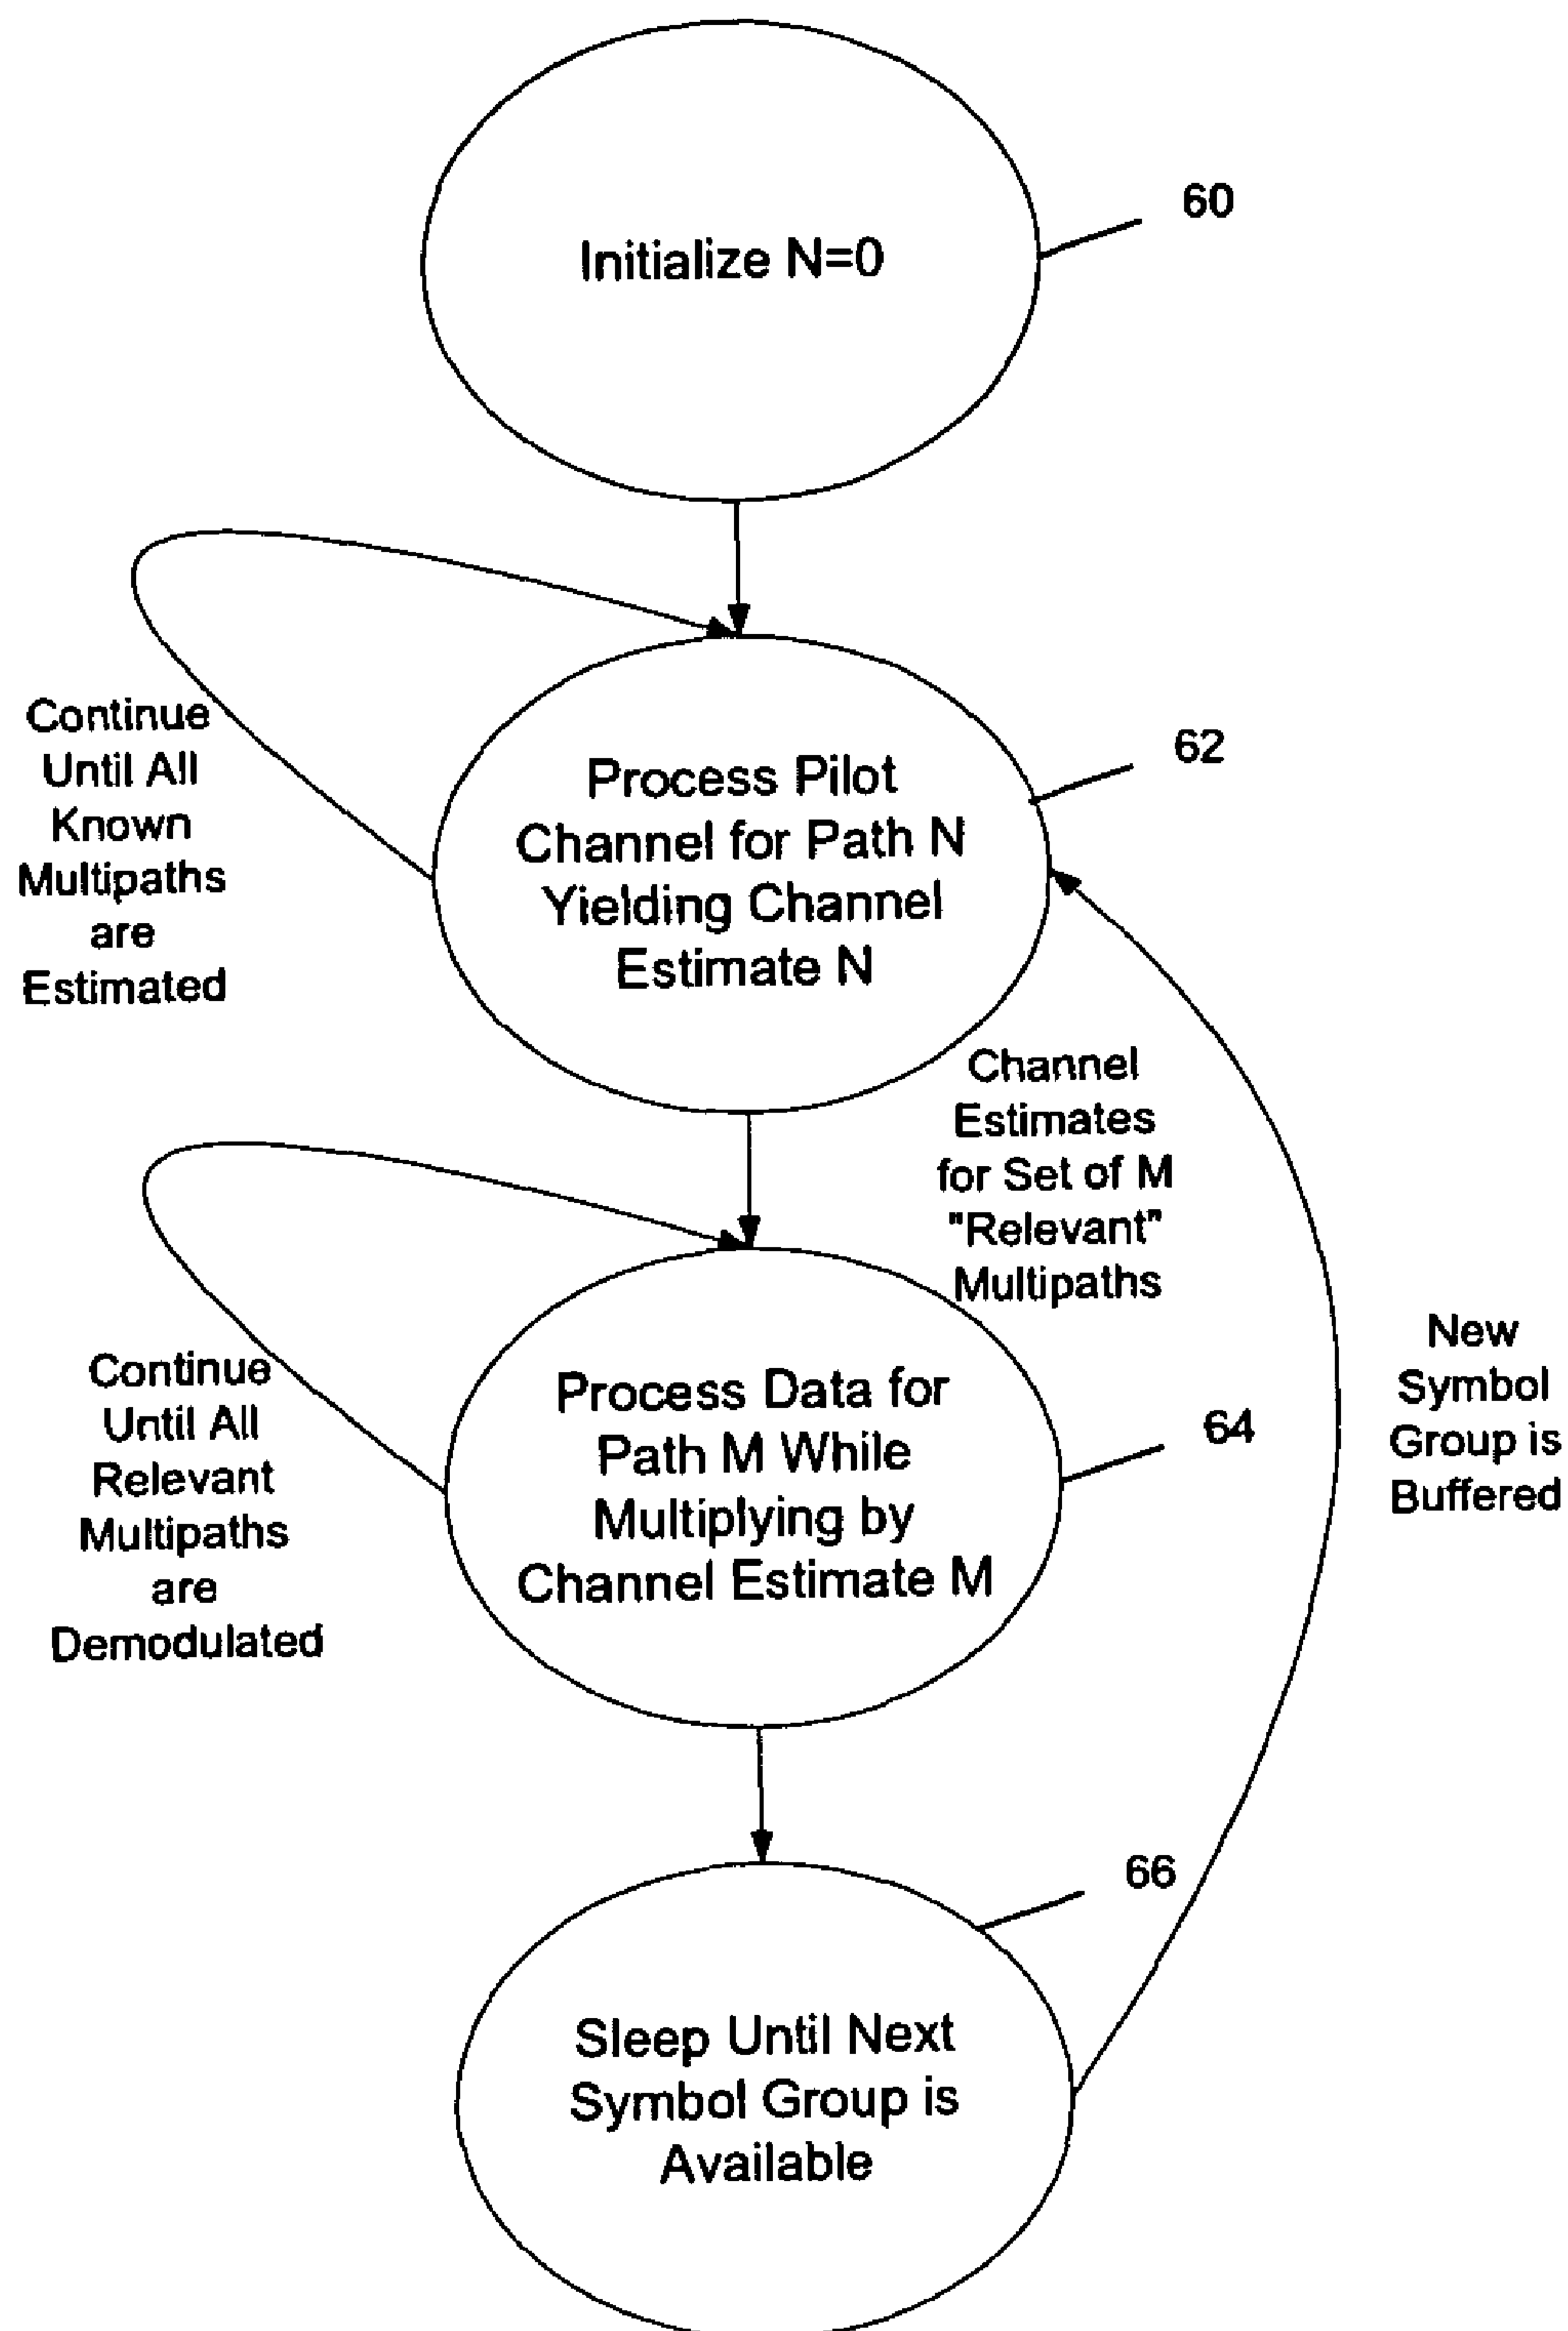 Initialize N=0
60
Continue
Until All
Known
Multipaths
are
Estimated
Process Pilot
Channel for Path N
Yielding Channel
Estimate N
62
Channel
Estimates
for Set of M
"Relevant"
Multipaths
Continue
Until All
Relevant
Multipaths
are
Demodulated
Process Data for
Path M While
Multiplying by
Channel Estimate M
64
New
Symbol
Group is
Buffered
66
Sleep Until Next
Symbol Group is
Available